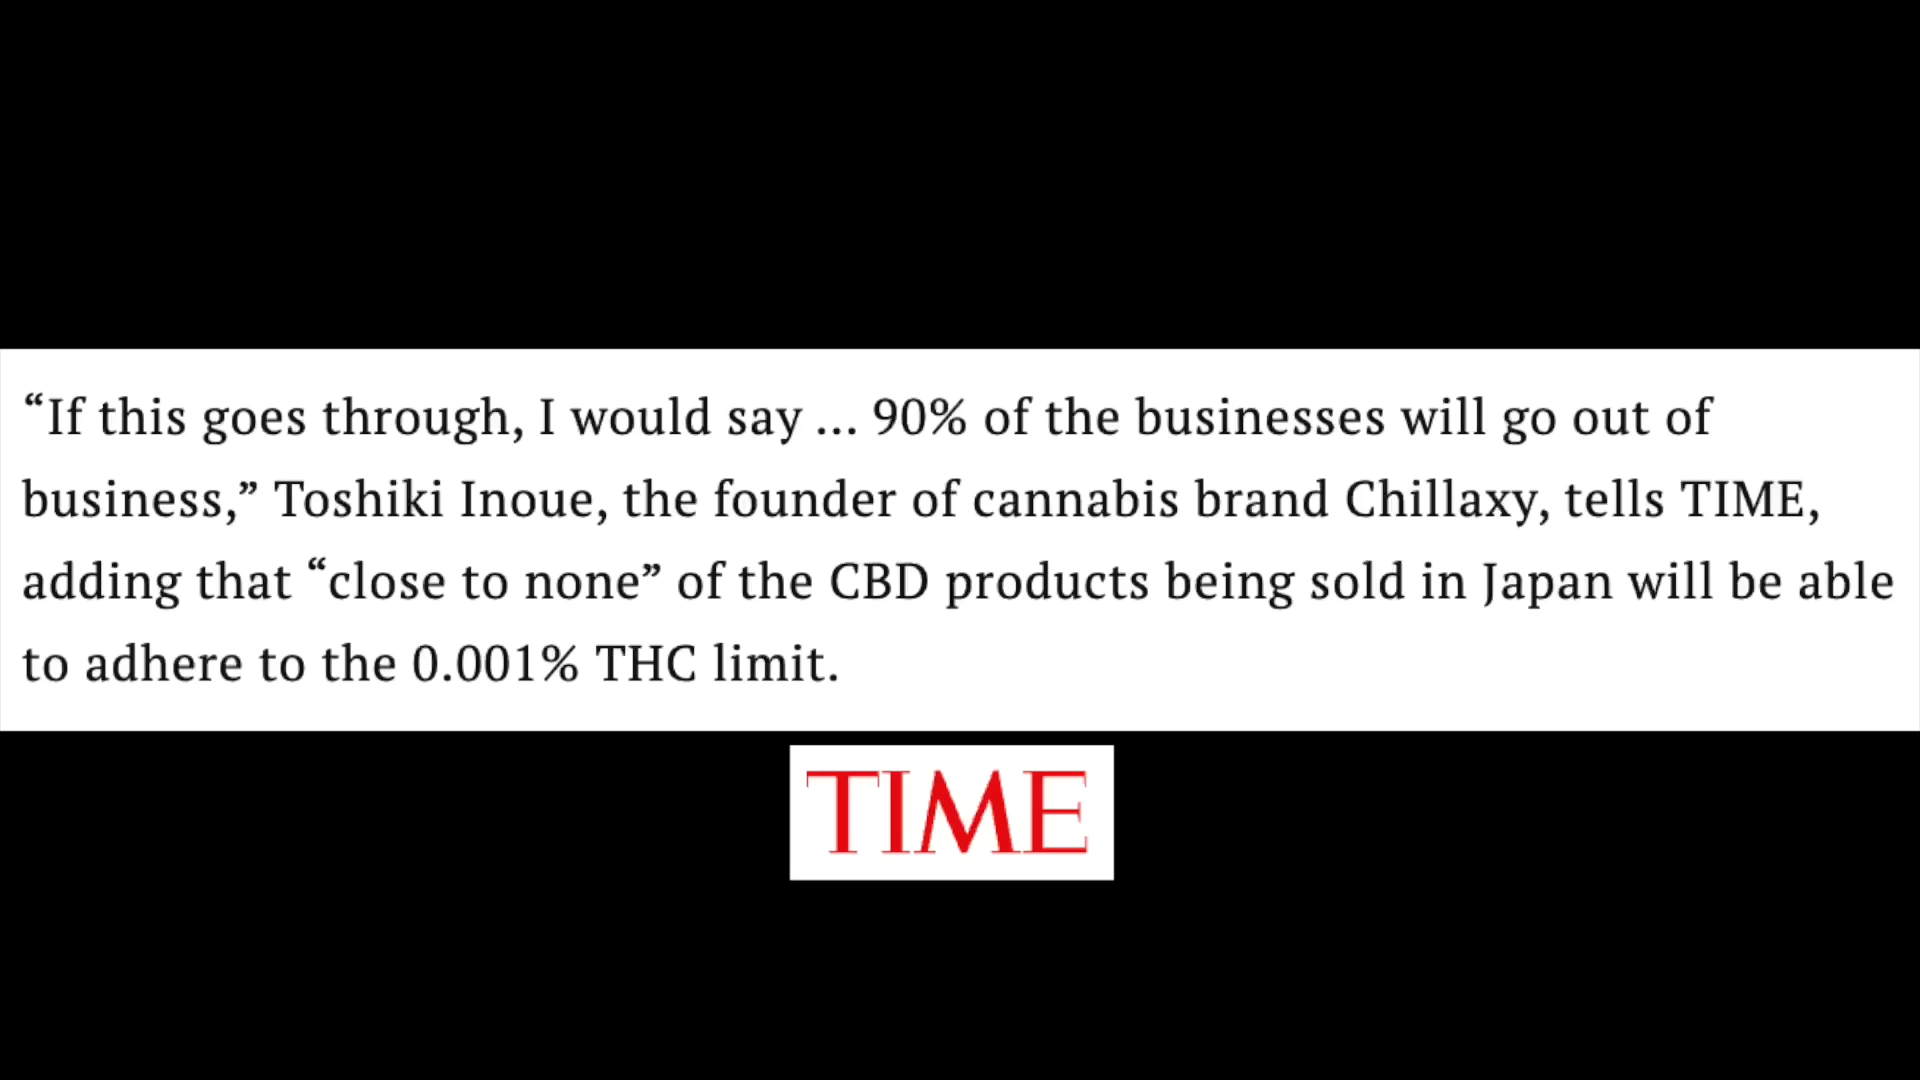 “If this goes through, I would say ... 90% of the businesses will go out of
business,” Toshiki Inoue, the founder of cannabis brand Chillaxy, tells TIME,
adding that “close to none” of the CBD products being sold in Japan will be able
to adhere to the 0.001% THC limit.
TIME